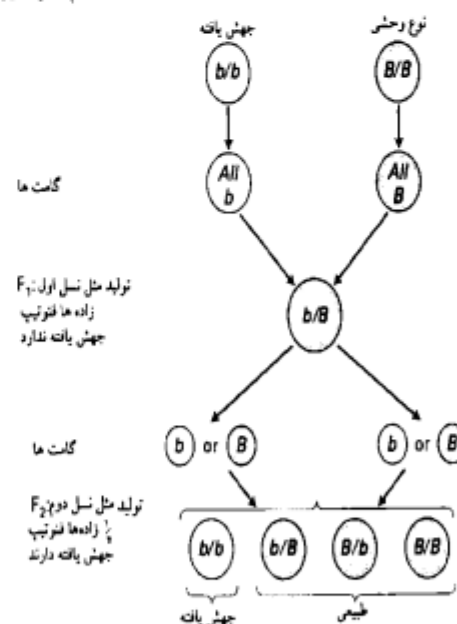 جهش یافته
نوع وحشی
b/b
B/B
گامت ها
All
b
All
B
تولید مثل نسل اول:F₁
زاده ها فنوتیپ
جهش یافته ندارد
b/B
گامت ها
b or B
b or B
تولید مثل نسل دوم:F₂
زاده‌ها فنوتیپ
جهش یافته دارند
b/b
b/B
B/b
B/B
جهش یافته
طبیعی